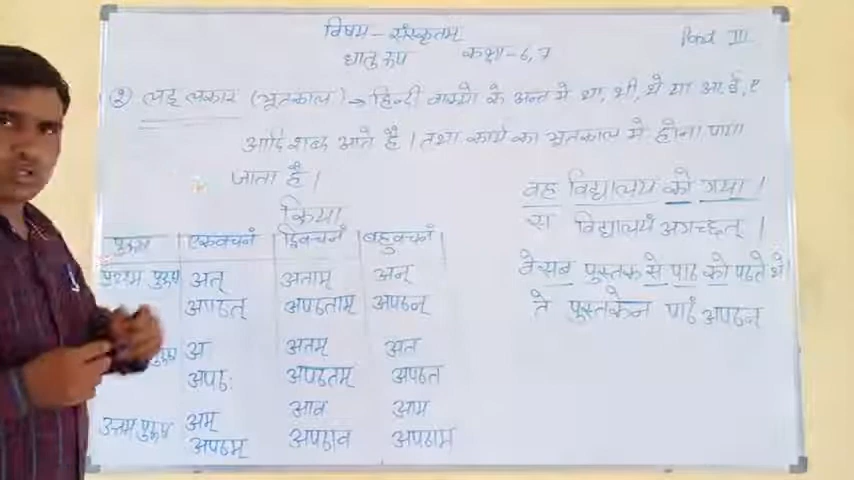 विषय - संस्कृतम्
धातु रूप कक्षा - 6, 7
② लङ् लकार (भूतकाल) → हिन्दी वाक्यो के अन्त मे था, थी, थे या आ, ई, ए
आदि शब्द आते है । तथा कार्य का भूतकाल मे होना पाया
जाता है ।
क्रिया
पुरुष एकवचनं द्विवचनं बहुवचनं
प्रथम पुरुष अत् अताम् अन्
अपठत् अपठताम् अपठन्
पुरुष अः अतम् अत
अपठः अपठतम् अपठत
उत्तम पुरुष अम् आव आम
अपठम् अपठाव अपठाम
वह विद्यालय को गया ।
स विद्यालयं अगच्छत् ।
वे सब पुस्तक से पाठ को पढते थे ।
ते पुस्तकेन पाठं अपठन्